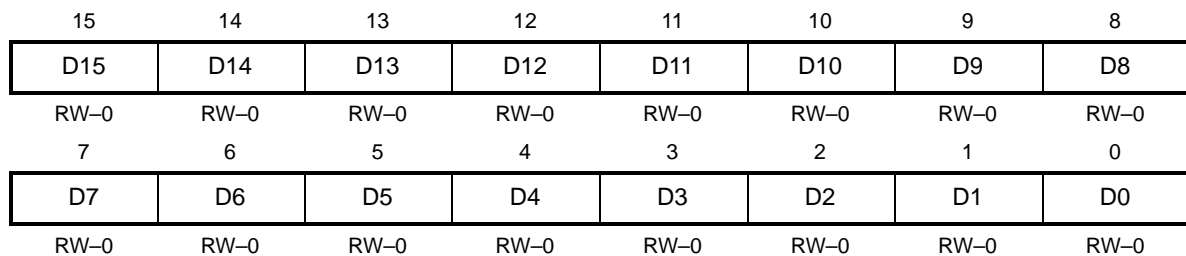 15 14 13 12 11 10 9 8
D15 D14 D13 D12 D11 D10 D9 D8
RW–0 RW–0 RW–0 RW–0 RW–0 RW–0 RW–0 RW–0
7 6 5 4 3 2 1 0
D7 D6 D5 D4 D3 D2 D1 D0
RW–0 RW–0 RW–0 RW–0 RW–0 RW–0 RW–0 RW–0